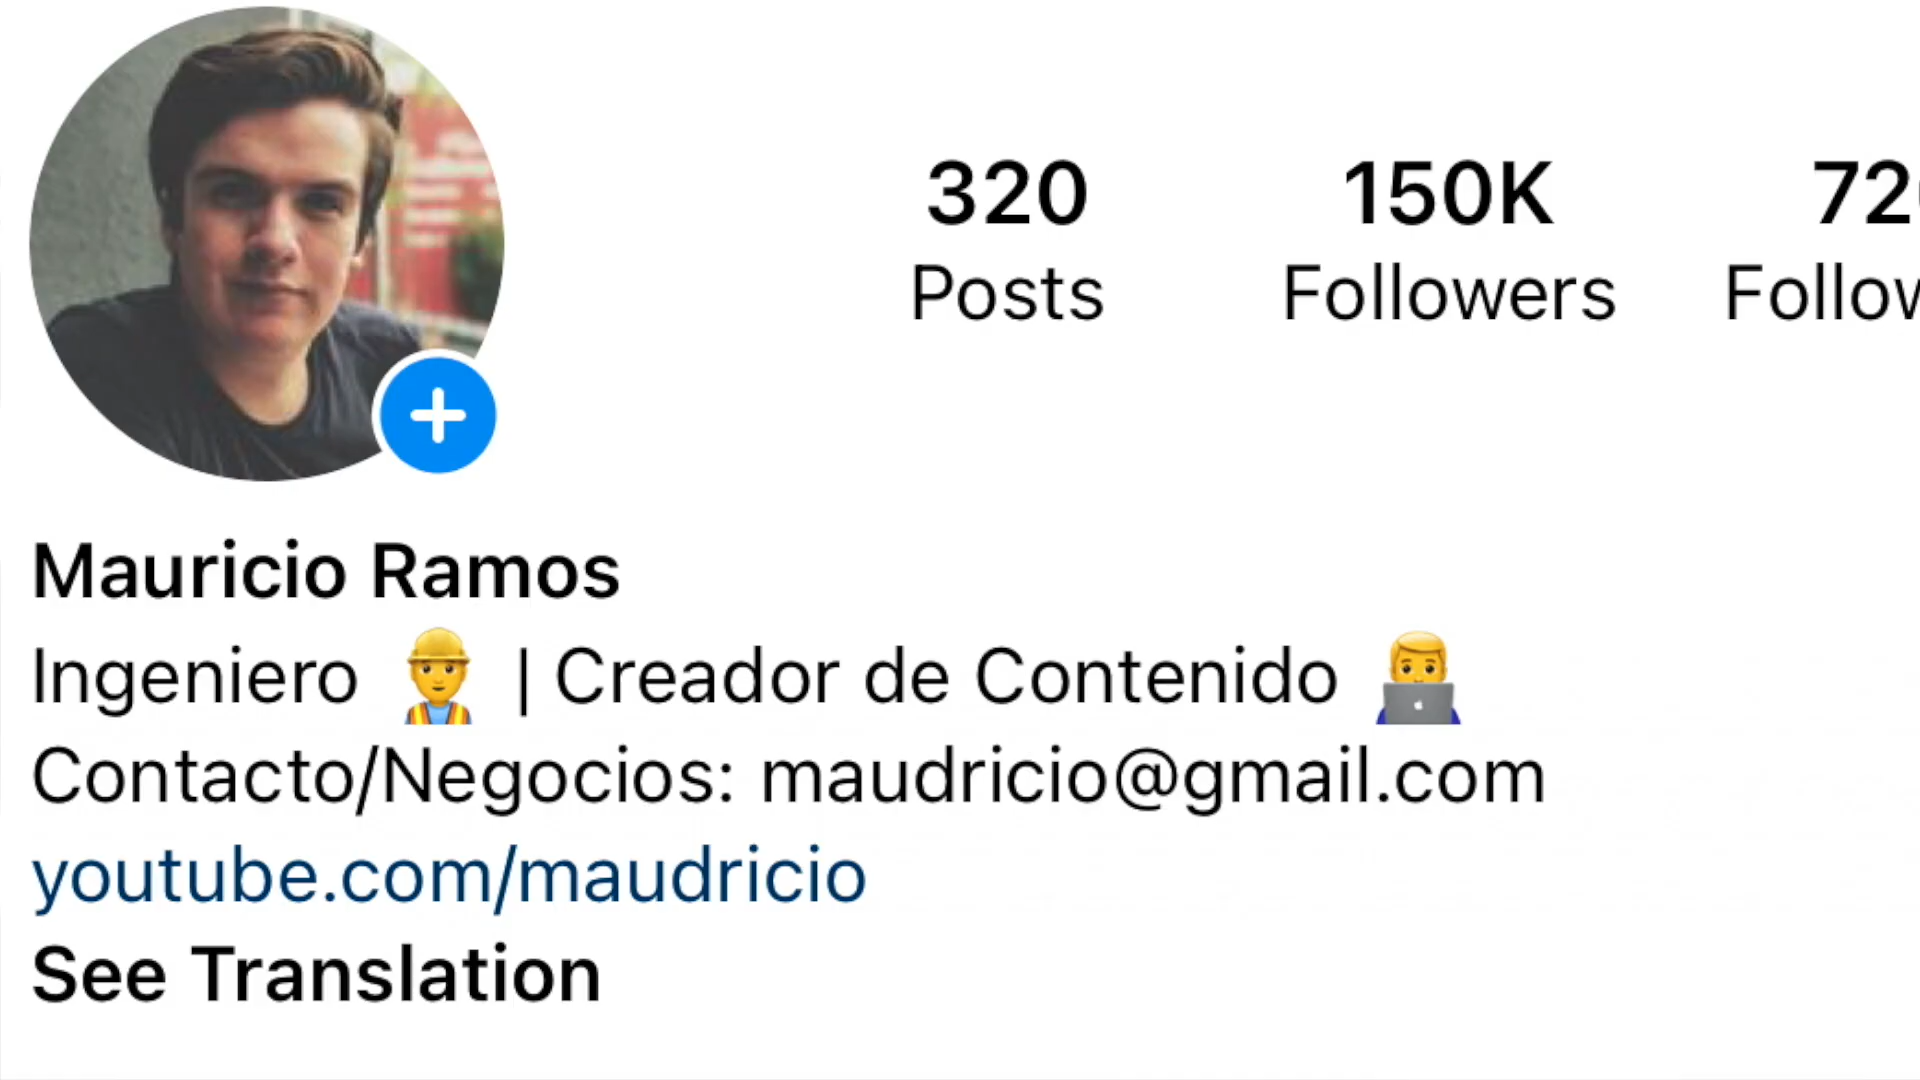 320 150K
Posts Followers
Mauricio Ramos
Ingeniero 👷‍♂️ | Creador de Contenido 👨‍💻
Contacto/Negocios: maudricio@gmail.com
youtube.com/maudricio
See Translation